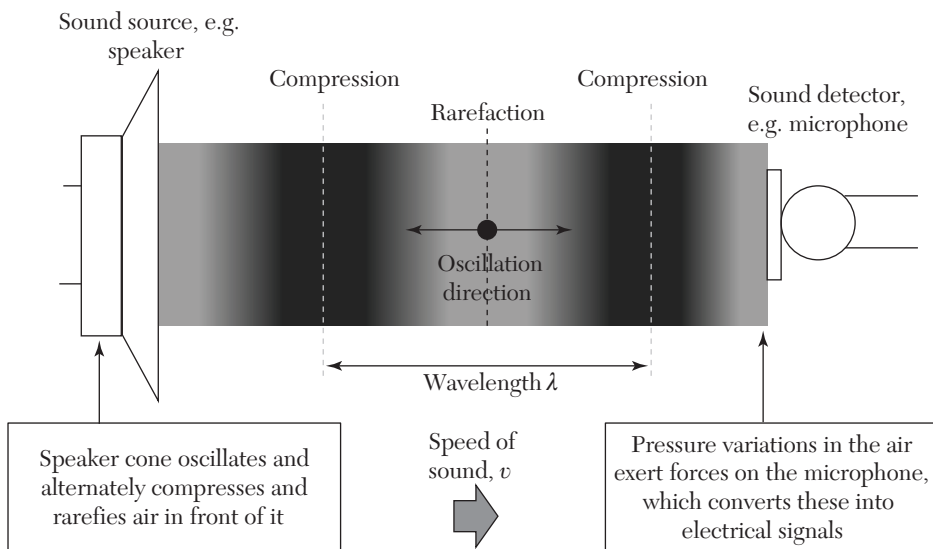 Sound source, e.g.
speaker
Compression
Compression
Rarefaction
Sound detector,
e.g. microphone
Oscillation
direction
Wavelength λ
Speaker cone oscillates and
alternately compresses and
rarefies air in front of it
Speed of
sound, v
Pressure variations in the air
exert forces on the microphone,
which converts these into
electrical signals